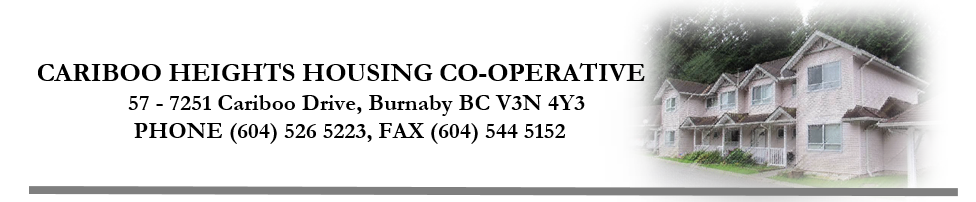 CARIBOO HEIGHTS HOUSING CO-OPERATIVE
57 - 7251 Cariboo Drive, Burnaby BC V3N 4Y3
PHONE (604) 526 5223, FAX (604) 544 5152